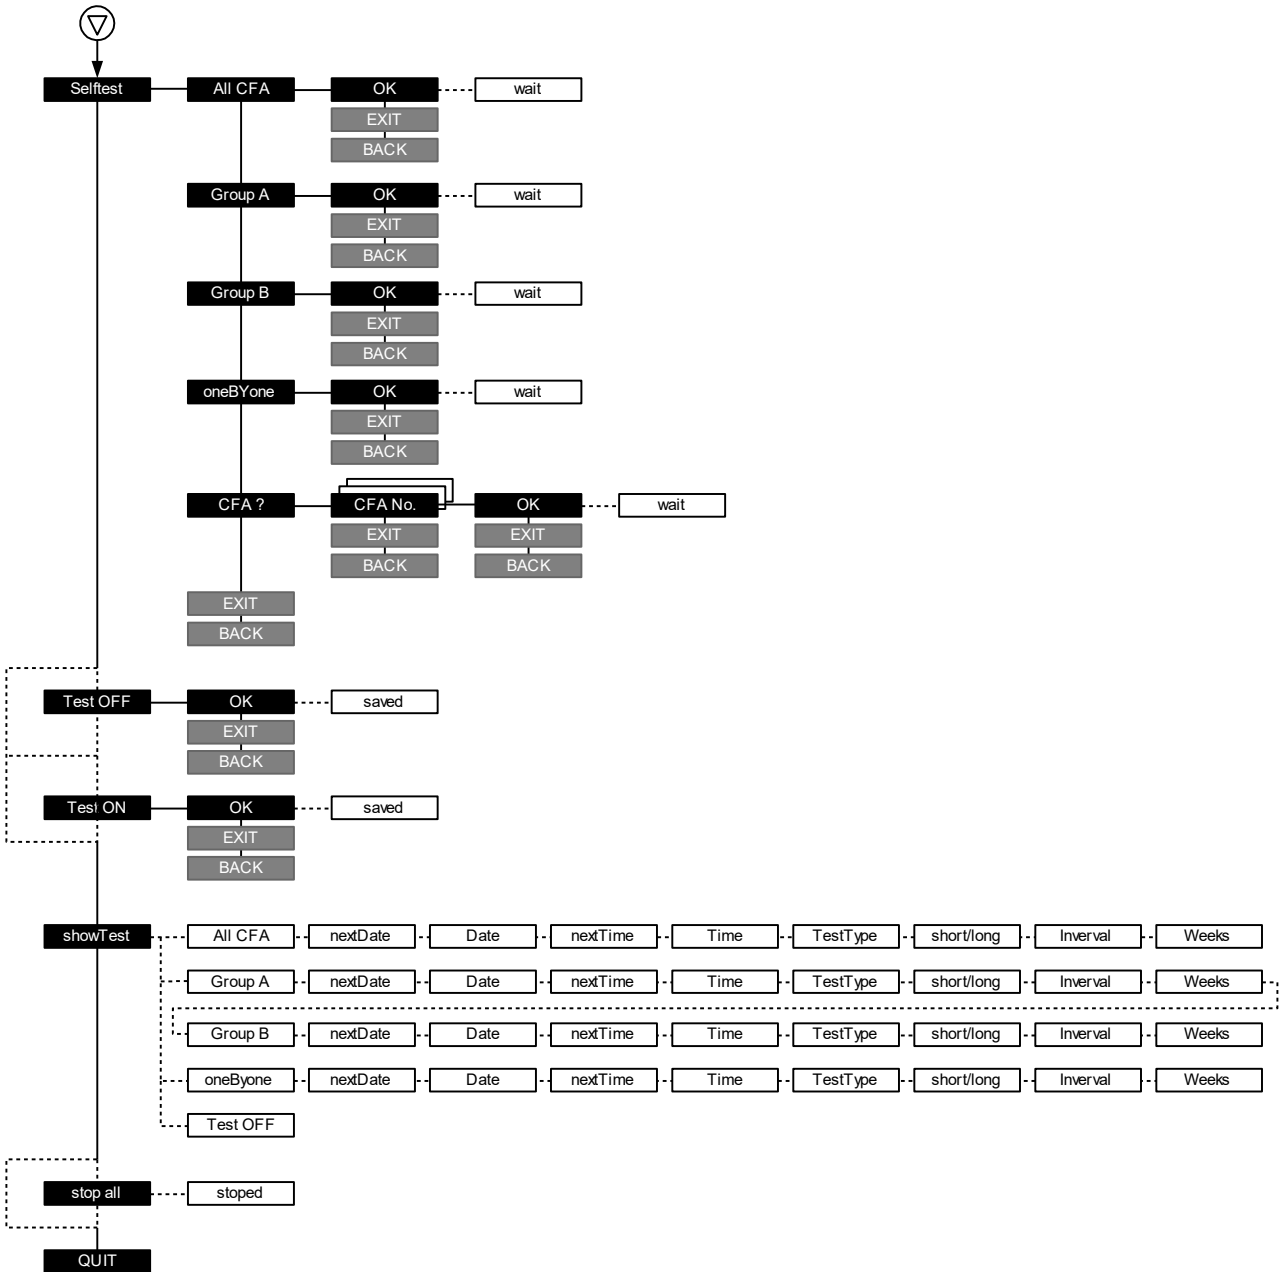 Selftest All CFA OK wait
EXIT
BACK
Group A OK wait
EXIT
BACK
Group B OK wait
EXIT
BACK
oneBYone OK wait
EXIT
BACK
CFA ? CFA No. OK wait
EXIT EXIT
BACK BACK
EXIT
BACK
Test OFF OK saved
EXIT
BACK
Test ON OK saved
EXIT
BACK
showTest All CFA nextDate Date nextTime Time TestType short/long Inverval Weeks
Group A nextDate Date nextTime Time TestType short/long Inverval Weeks
Group B nextDate Date nextTime Time TestType short/long Inverval Weeks
oneByone nextDate Date nextTime Time TestType short/long Inverval Weeks
Test OFF
stop all stoped
QUIT